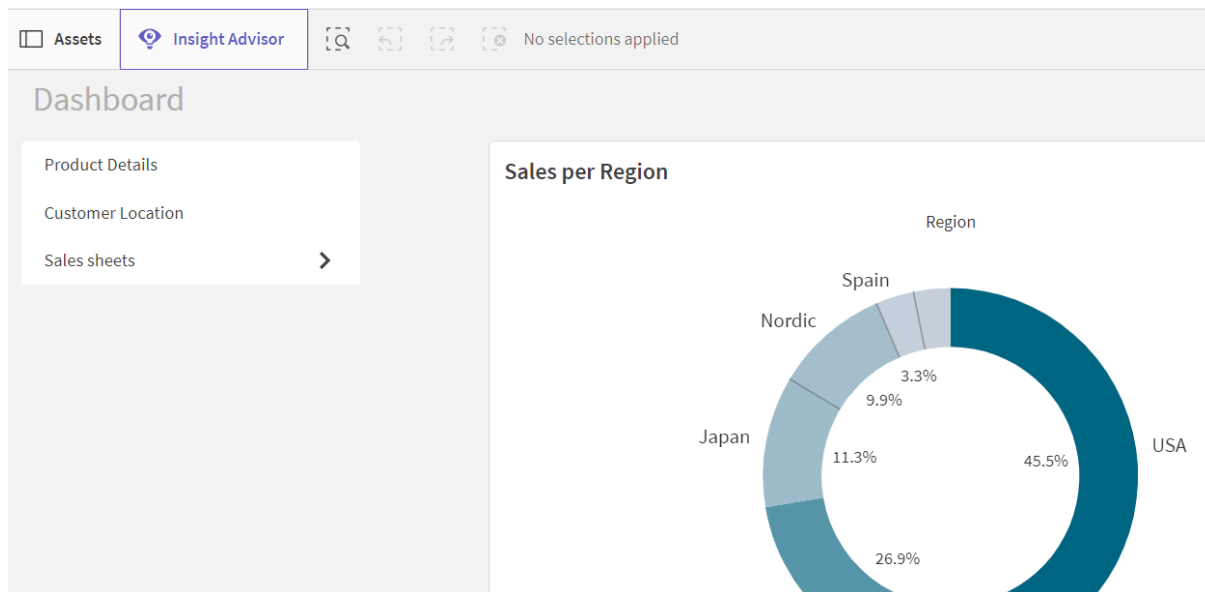 Assets Insight Advisor No selections applied
Dashboard
Product Details
Customer Location
Sales sheets
Sales per Region
Region
Spain
Nordic
3.3%
9.9%
Japan
11.3%
45.5%
USA
26.9%